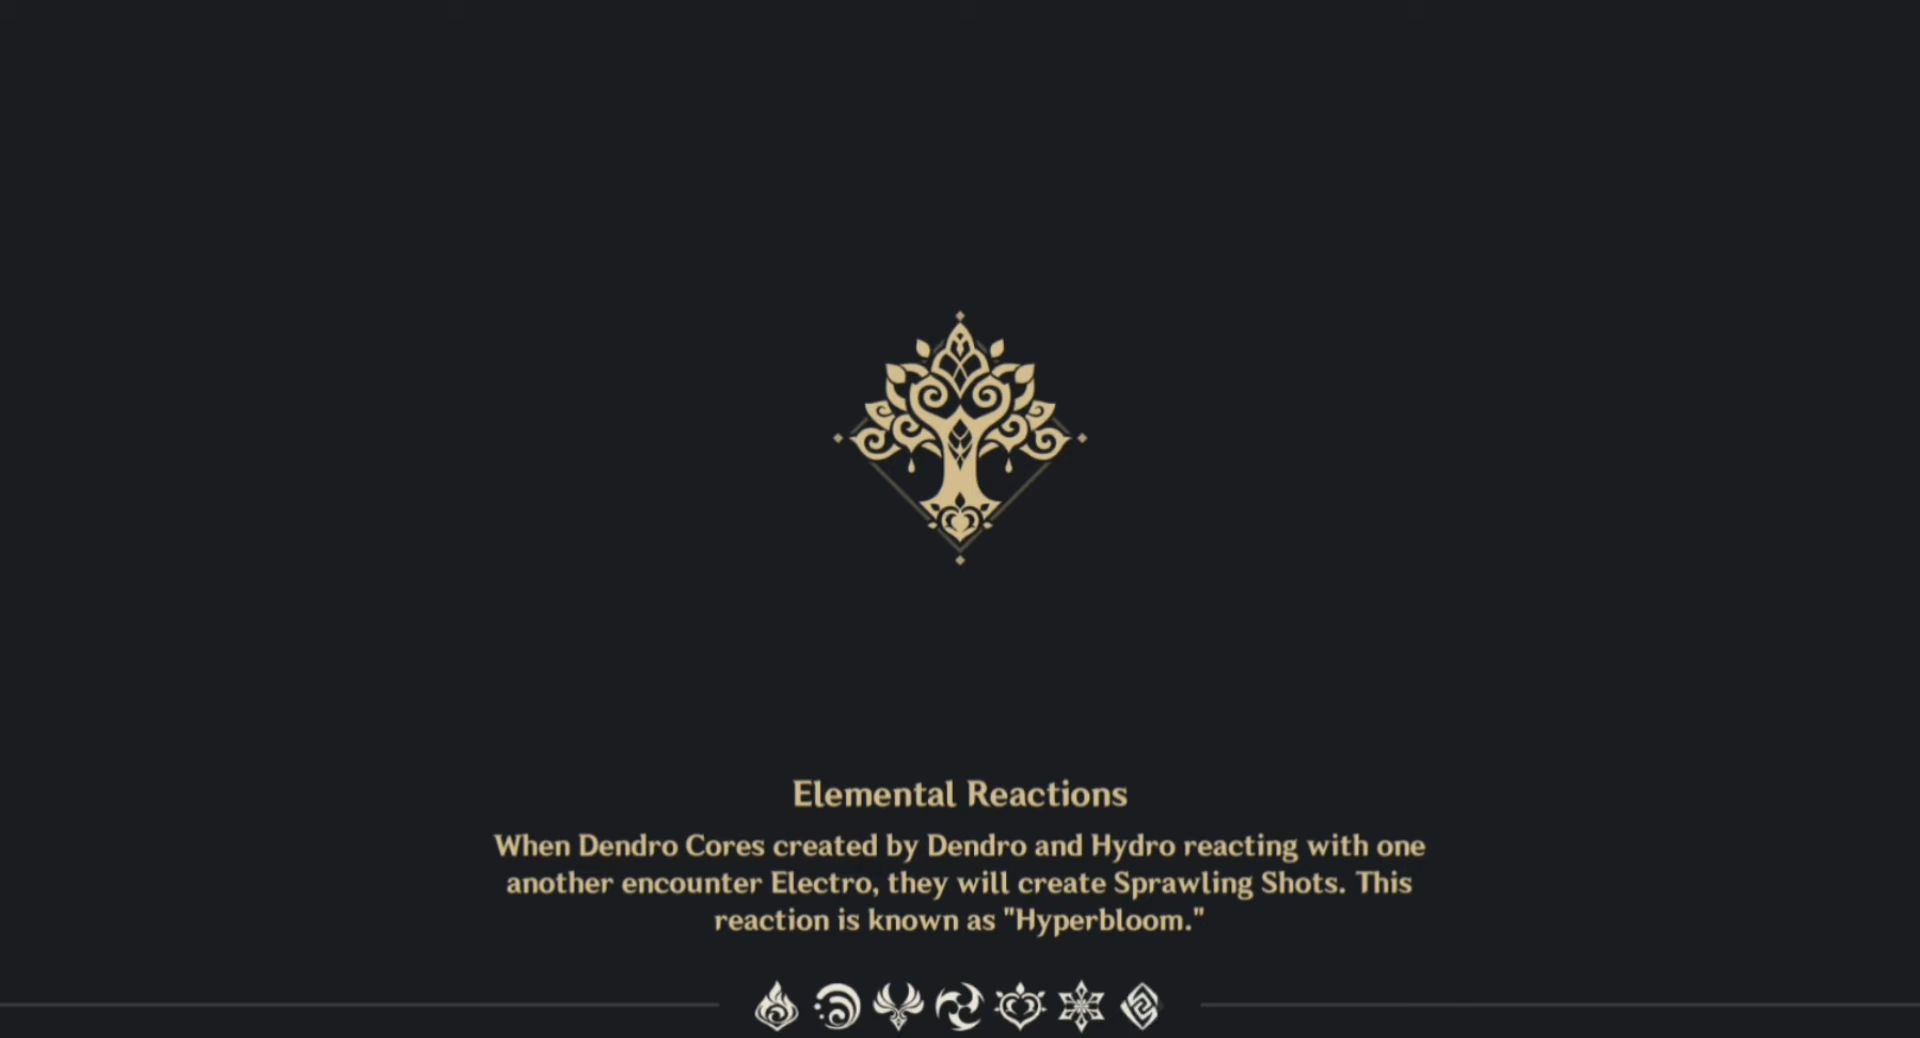 Elemental Reactions
When Dendro Cores created by Dendro and Hydro reacting with one
another encounter Electro, they will create Sprawling Shots. This
reaction is known as "Hyperbloom."